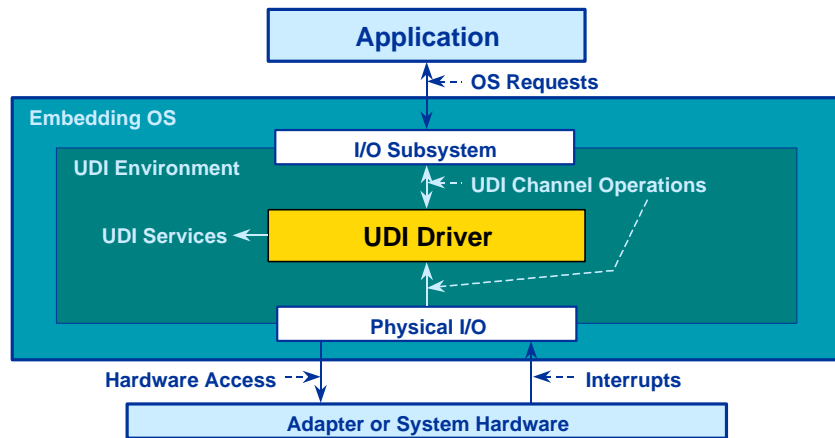 Application
OS Requests
Embedding OS
I/O Subsystem
UDI Environment
UDI Channel Operations
UDI Services
UDI Driver
Physical I/O
Hardware Access
Interrupts
Adapter or System Hardware